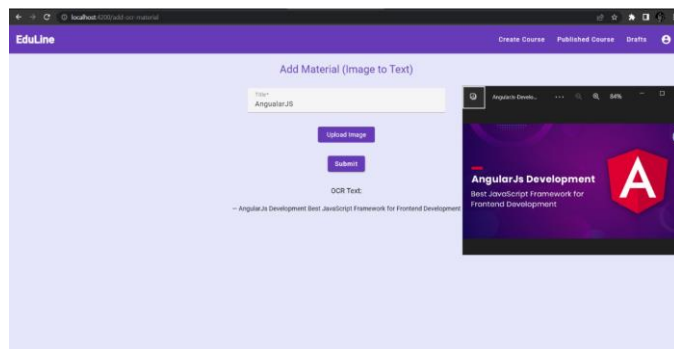 localhost:4200/add-ocr-material
EduLine
Create Course Published Course Drafts
Add Material (Image to Text)
Title*
AngualarJS
Upload Image
Submit
OCR Text:
— AngularJs Development Best JavaScript Framework for Frontend Development
AngularJs Develo... ... 84%
AngularJs Development
Best JavaScript Framework for
Frontend Development
A